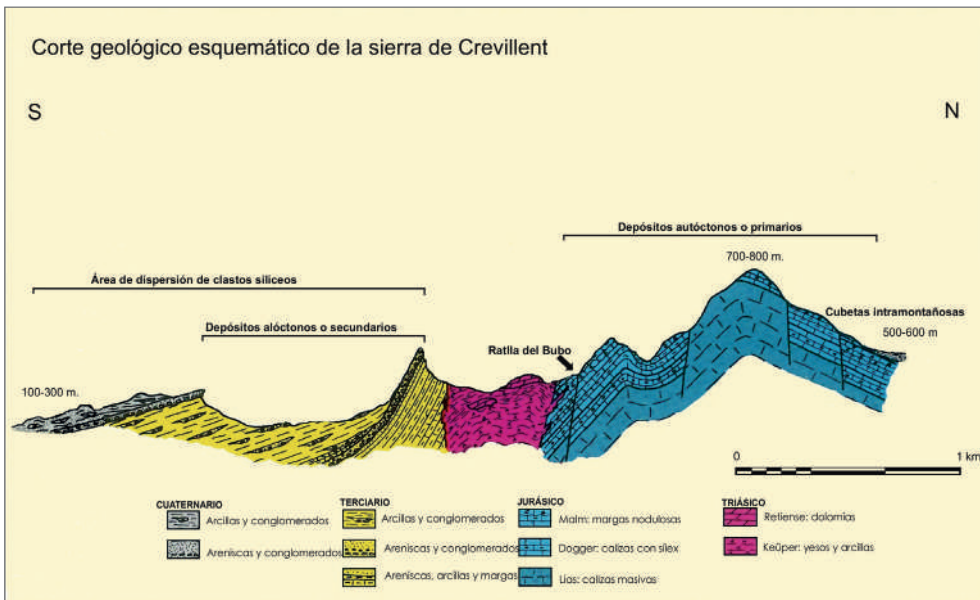 Corte geológico esquemático de la sierra de Crevillent
S
N
Depósitos autóctonos o primarios
700-800 m.
Área de dispersión de clastos silíceos
Cubetas intramontañosas
500-600 m
Depósitos alóctonos o secundarios
Ratlla del Bubo
100-300 m.
0
1 km
CUATERNARIO
Arcillas y conglomerados
Areniscas y conglomerados
TERCIARIO
Arcillas y conglomerados
Areniscas y conglomerados
Areniscas, arcillas y margas
JURÁSICO
Malm: margas nodulosas
Dogger: calizas con sílex
Lias: calizas masivas
TRIÁSICO
Retiense: dolomías
Keüper: yesos y arcillas